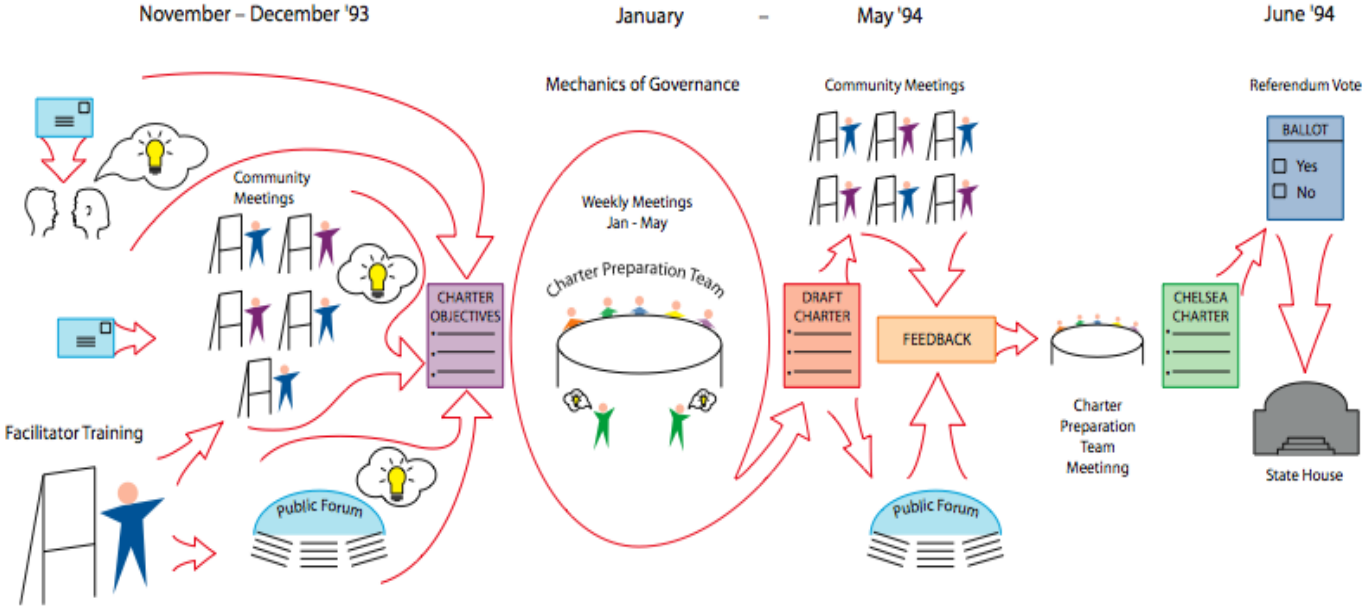 November – December '93
January – May '94
June '94
Mechanics of Governance
Community Meetings
Referendum Vote
BALLOT
Yes
No
Community
Meetings
Weekly Meetings
Jan - May
Charter Preparation Team
CHARTER
OBJECTIVES
DRAFT
CHARTER
FEEDBACK
CHELSEA
CHARTER
Charter
Preparation
Team
Meetinng
State House
Facilitator Training
Public Forum
Public Forum